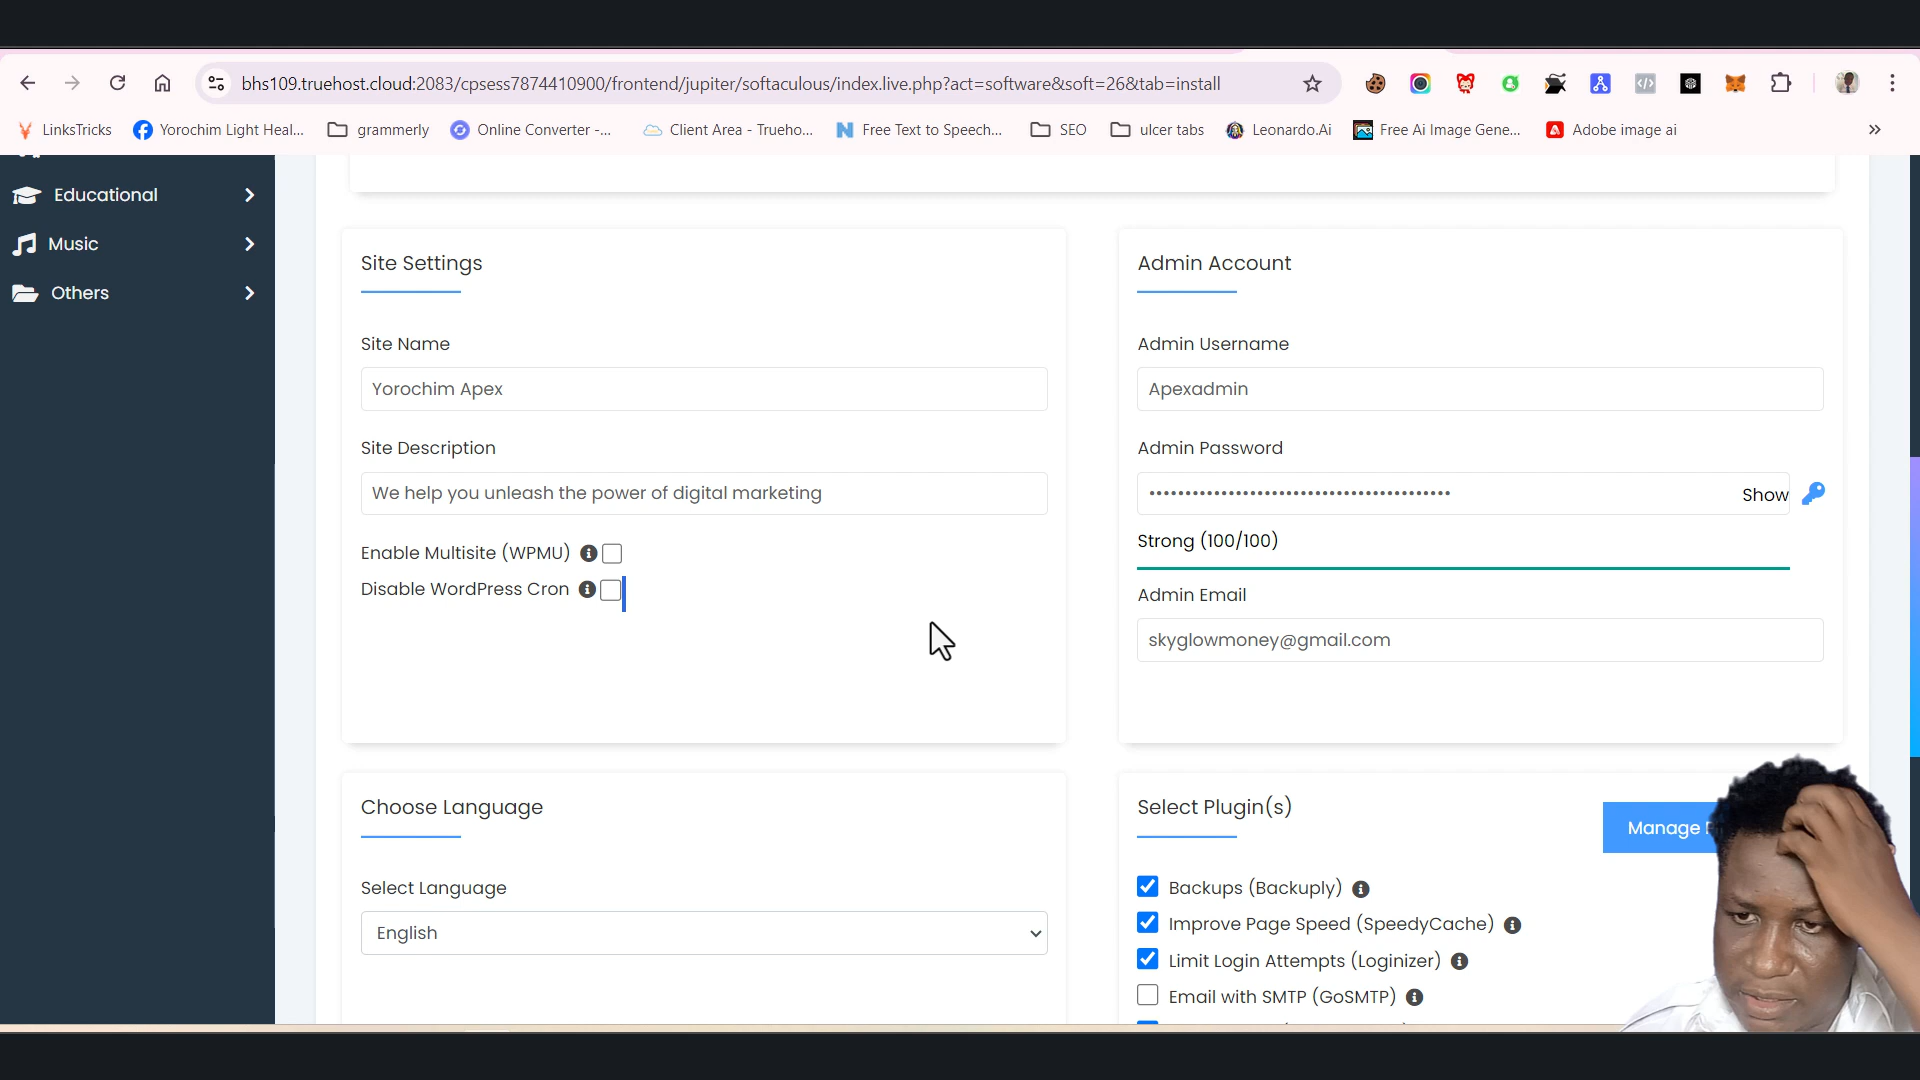 bhs109.truehost.cloud:2083/cpsess7874410900/frontend/jupiter/softaculous/index.live.php?act=software&soft=26&tab=install
LinksTricks
Yorochim Light Heal...
grammerly
Online Converter -...
Client Area - Trueho...
Free Text to Speech...
SEO
ulcer tabs
Leonardo.Ai
Free Ai Image Gene...
Adobe image ai
Educational
Music
Others
Site Settings
Site Name
Yorochim Apex
Site Description
We help you unleash the power of digital marketing
Enable Multisite (WPMU)
Disable WordPress Cron
Admin Account
Admin Username
Apexadmin
Admin Password
Show
Strong (100/100)
Admin Email
skyglowmoney@gmail.com
Choose Language
Select Language
English
Select Plugin(s)
Manage
Backups (Backuply)
Improve Page Speed (SpeedyCache)
Limit Login Attempts (Loginizer)
Email with SMTP (GoSMTP)